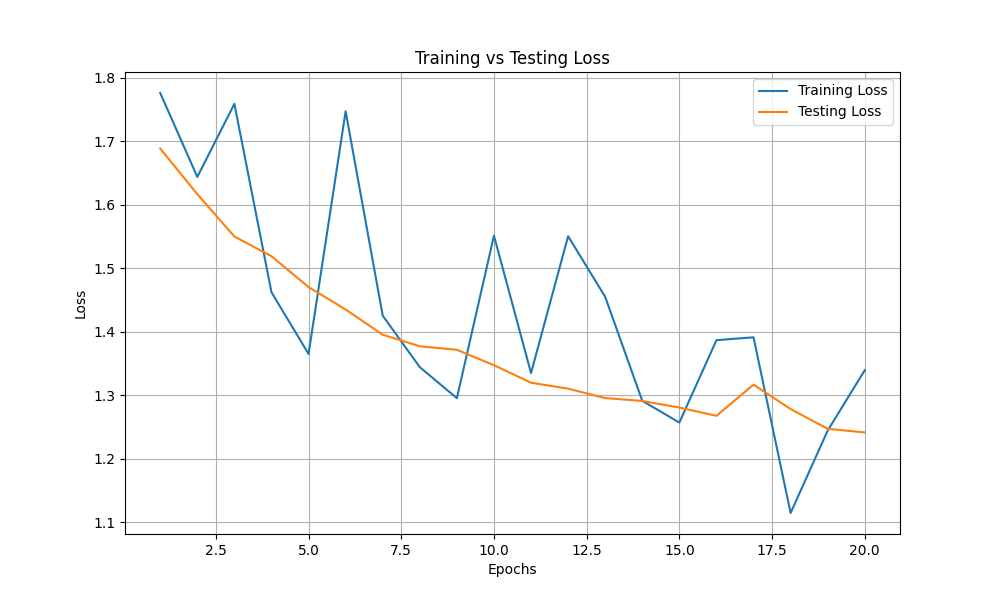 Training vs Testing Loss
Training Loss
Testing Loss
Loss
1.8
1.7
1.6
1.5
1.4
1.3
1.2
1.1
2.5 5.0 7.5 10.0 12.5 15.0 17.5 20.0
Epochs